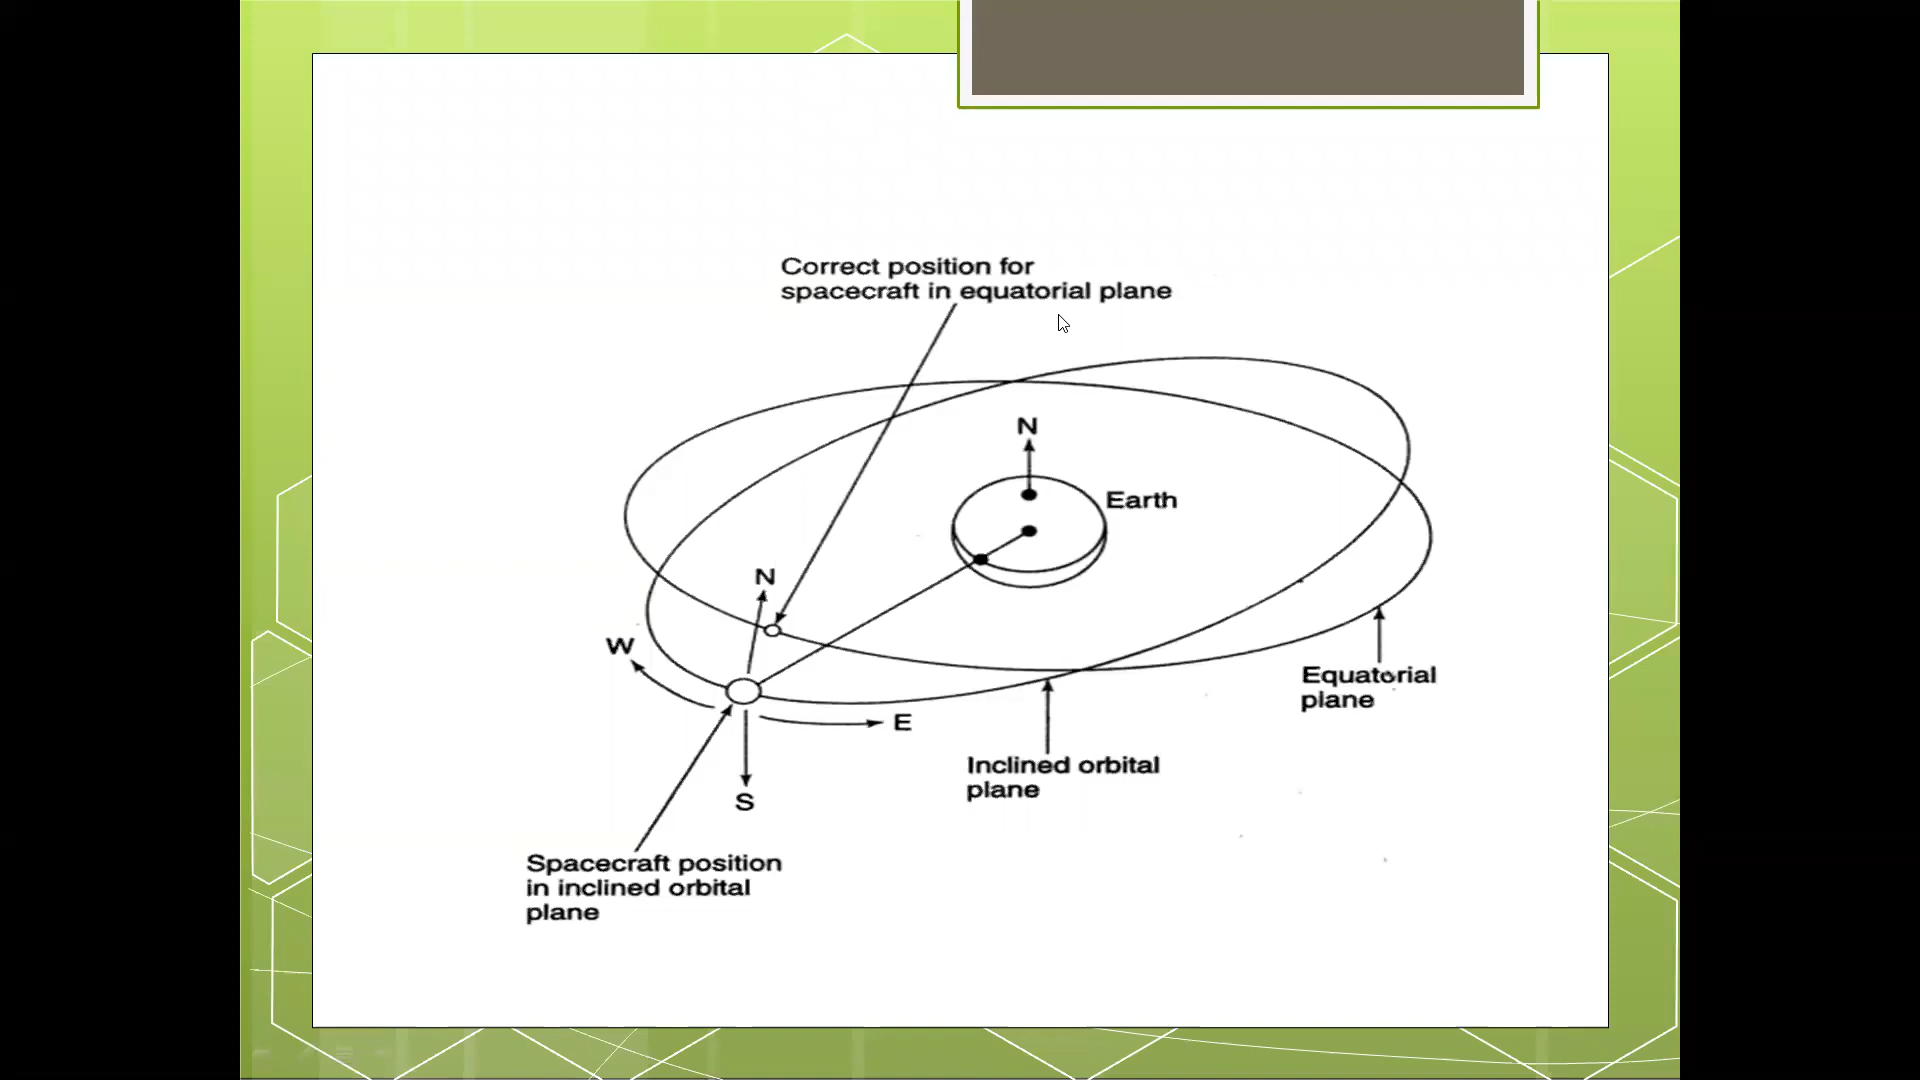 Correct position for
spacecraft in equatorial plane
N
Earth
N
W
E
S
Equatorial
plane
Inclined orbital
plane
Spacecraft position
in inclined orbital
plane